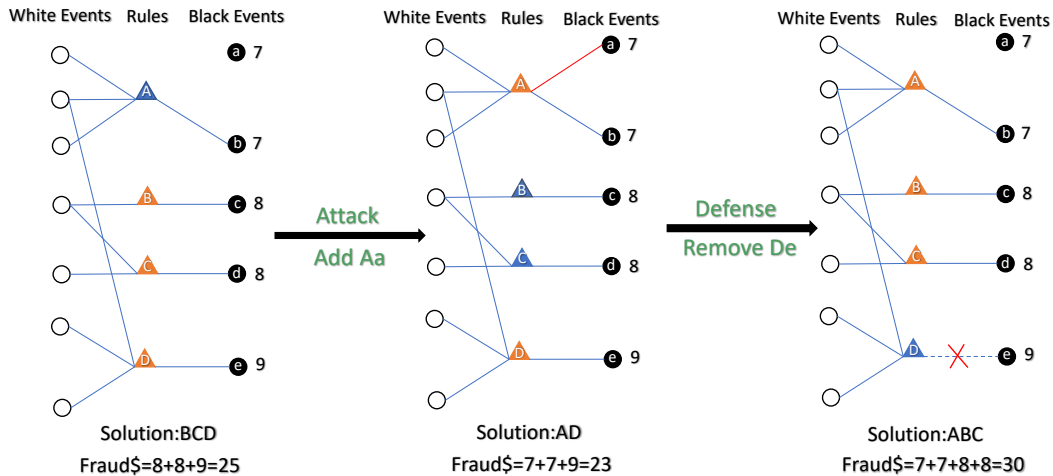 White Events Rules Black Events White Events Rules Black Events White Events Rules Black Events
a 7 a 7 a 7
A A A
b 7 b 7 b 7
B c 8 B c 8 B c 8
Attack Defense
Add Aa Remove De
C d 8 C d 8 C d 8
D e 9 D e 9 D e 9
Solution:BCD Solution:AD Solution:ABC
Fraud$=8+8+9=25 Fraud$=7+7+9=23 Fraud$=7+7+8+8=30